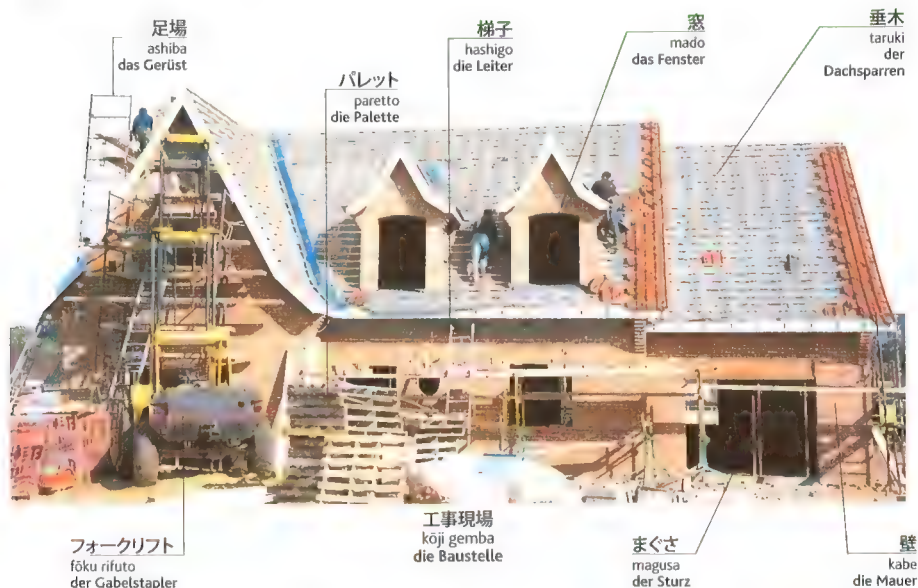 足場
ashiba
das Gerüst
パレット
paretto
die Palette
梯子
hashigo
die Leiter
窓
mado
das Fenster
垂木
taruki
der
Dachsparren
フォークリフト
fōku rifuto
der Gabelstapler
工事現場
kōji gemba
die Baustelle
まぐさ
magusa
der Sturz
壁
kabe
die Mauer